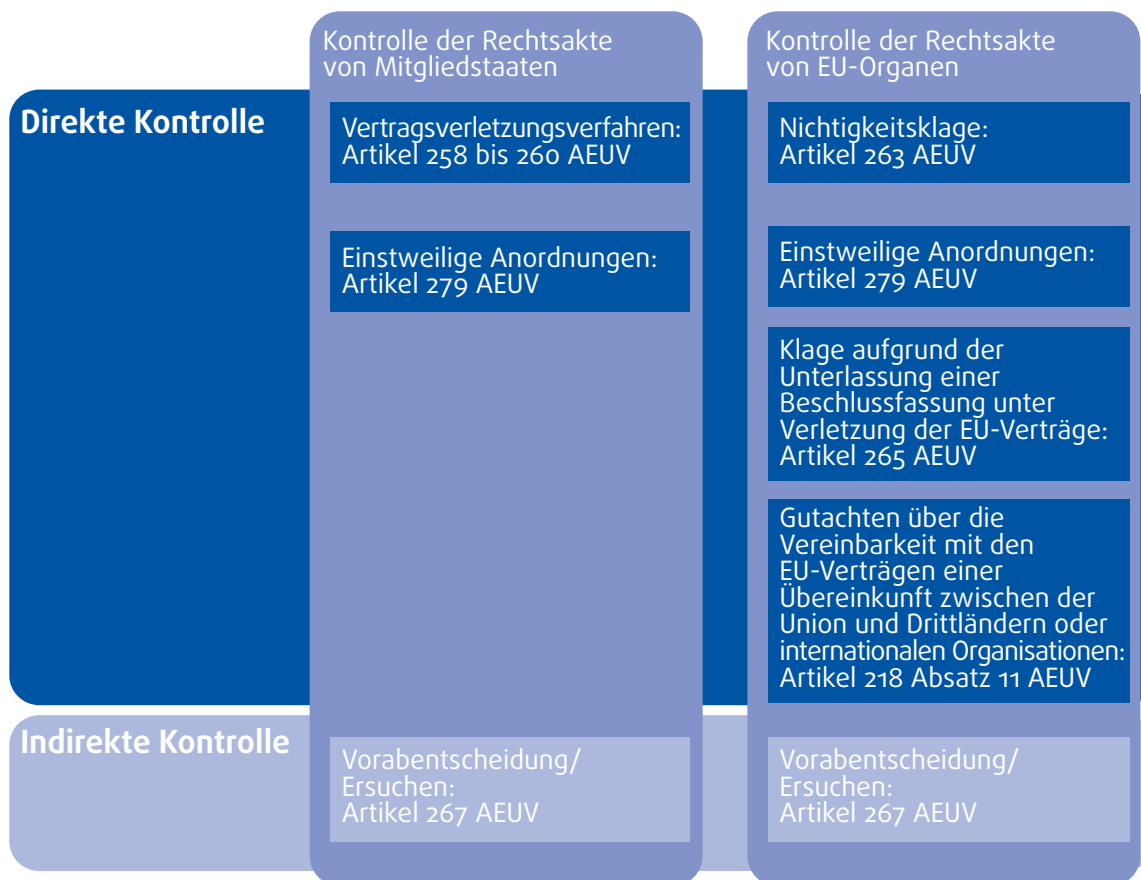 Kontrolle der Rechtsakte
von Mitgliedstaaten
Kontrolle der Rechtsakte
von EU-Organen
Direkte Kontrolle
Vertragsverletzungsverfahren:
Artikel 258 bis 260 AEUV
Nichtigkeitsklage:
Artikel 263 AEUV
Einstweilige Anordnungen:
Artikel 279 AEUV
Einstweilige Anordnungen:
Artikel 279 AEUV
Klage aufgrund der
Unterlassung einer
Beschlussfassung unter
Verletzung der EU-Verträge:
Artikel 265 AEUV
Gutachten über die
Vereinbarkeit mit den
EU-Verträgen einer
Übereinkunft zwischen der
Union und Drittländern oder
internationalen Organisationen:
Artikel 218 Absatz 11 AEUV
Indirekte Kontrolle
Vorabentscheidung/
Ersuchen:
Artikel 267 AEUV
Vorabentscheidung/
Ersuchen:
Artikel 267 AEUV